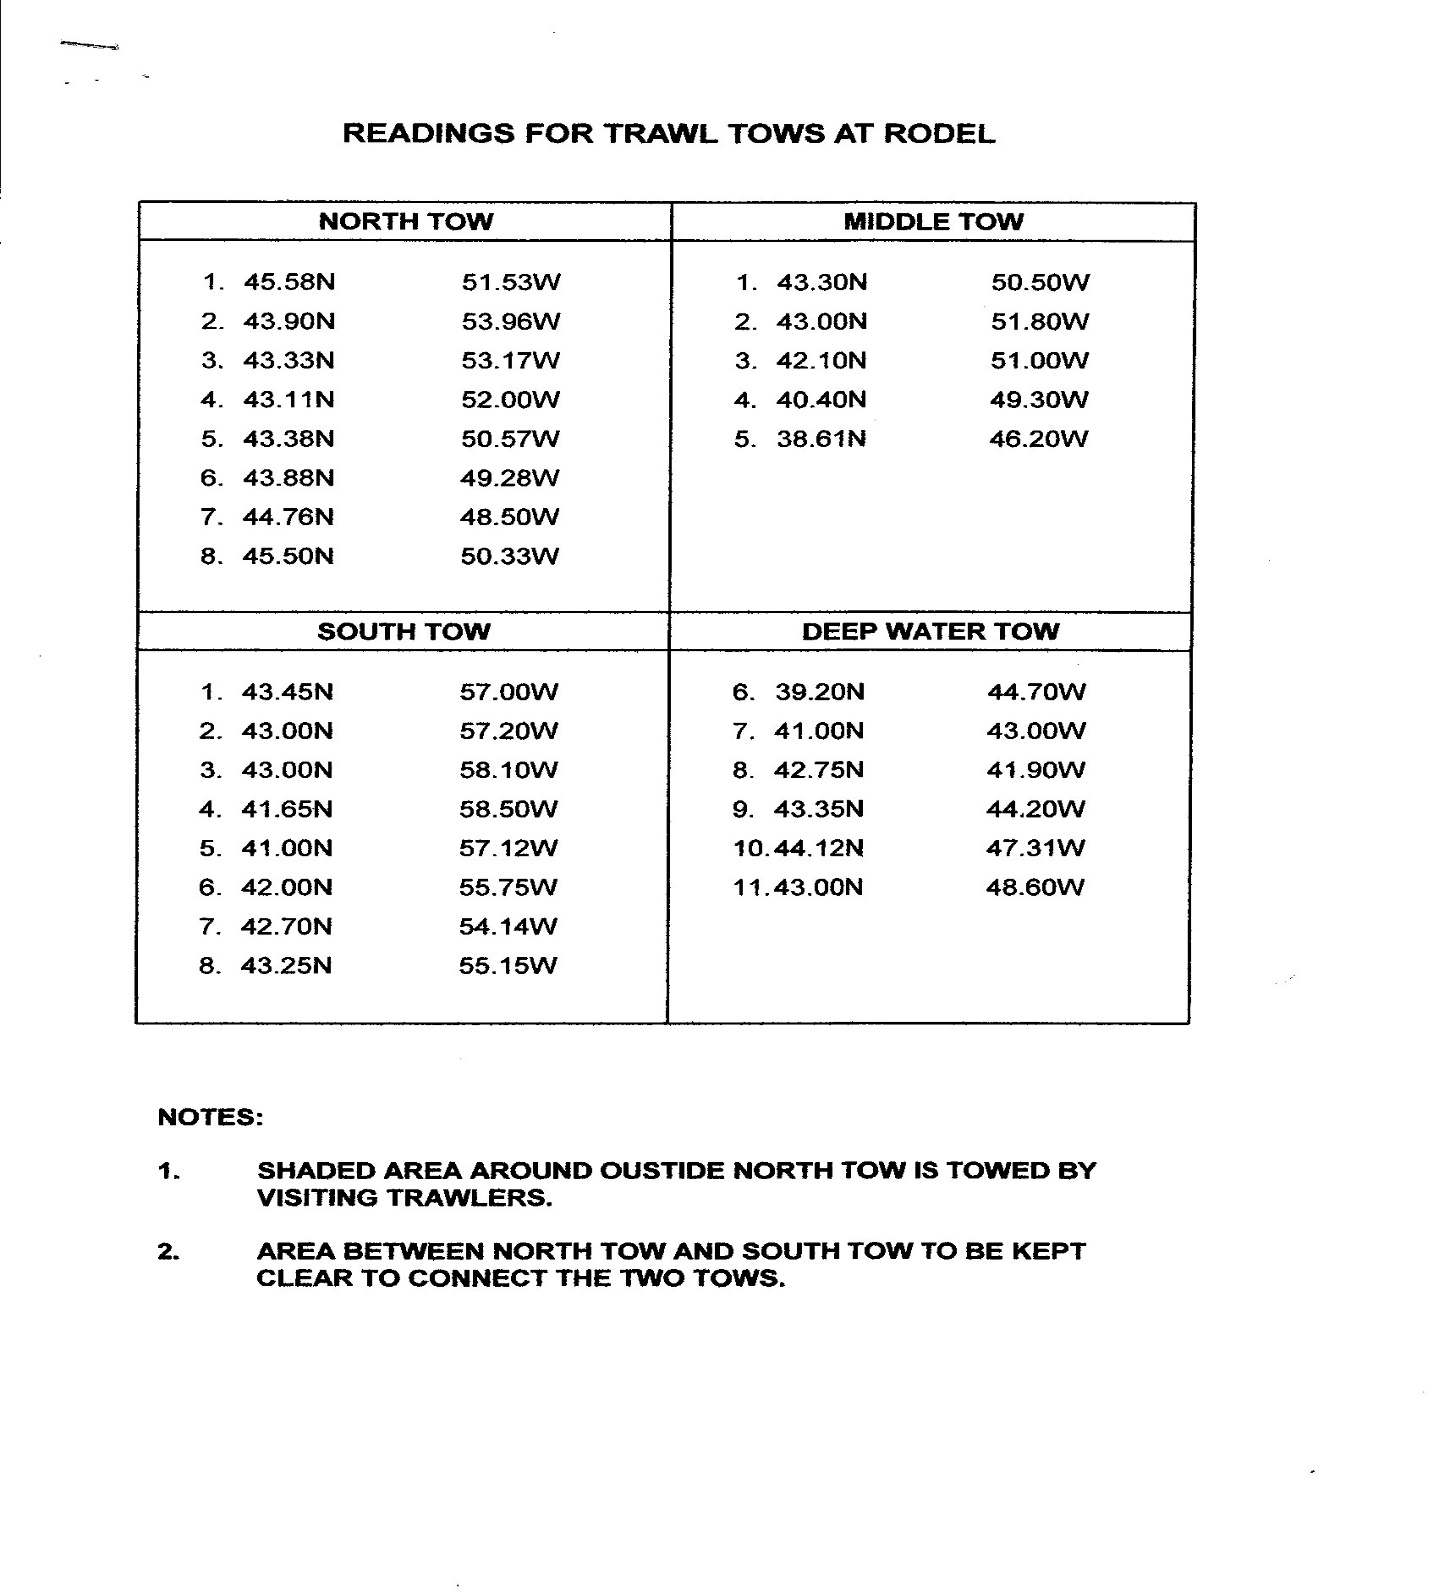 READINGS FOR TRAWL TOWS AT RODEL
NORTH TOW
1. 45.58N 51.53W
2. 43.90N 53.96W
3. 43.33N 53.17W
4. 43.11N 52.00W
5. 43.38N 50.57W
6. 43.88N 49.28W
7. 44.76N 48.50W
8. 45.50N 50.33W
MIDDLE TOW
1. 43.30N 50.50W
2. 43.00N 51.80W
3. 42.10N 51.00W
4. 40.40N 49.30W
5. 38.61N 46.20W
SOUTH TOW
1. 43.45N 57.00W
2. 43.00N 57.20W
3. 43.00N 58.10W
4. 41.65N 58.50W
5. 41.00N 57.12W
6. 42.00N 55.75W
7. 42.70N 54.14W
8. 43.25N 55.15W
DEEP WATER TOW
6. 39.20N 44.70W
7. 41.00N 43.00W
8. 42.75N 41.90W
9. 43.35N 44.20W
10.44.12N 47.31W
11.43.00N 48.60W
NOTES:
1. SHADED AREA AROUND OUSTIDE NORTH TOW IS TOWED BY
VISITING TRAWLERS.
2. AREA BETWEEN NORTH TOW AND SOUTH TOW TO BE KEPT
CLEAR TO CONNECT THE TWO TOWS.